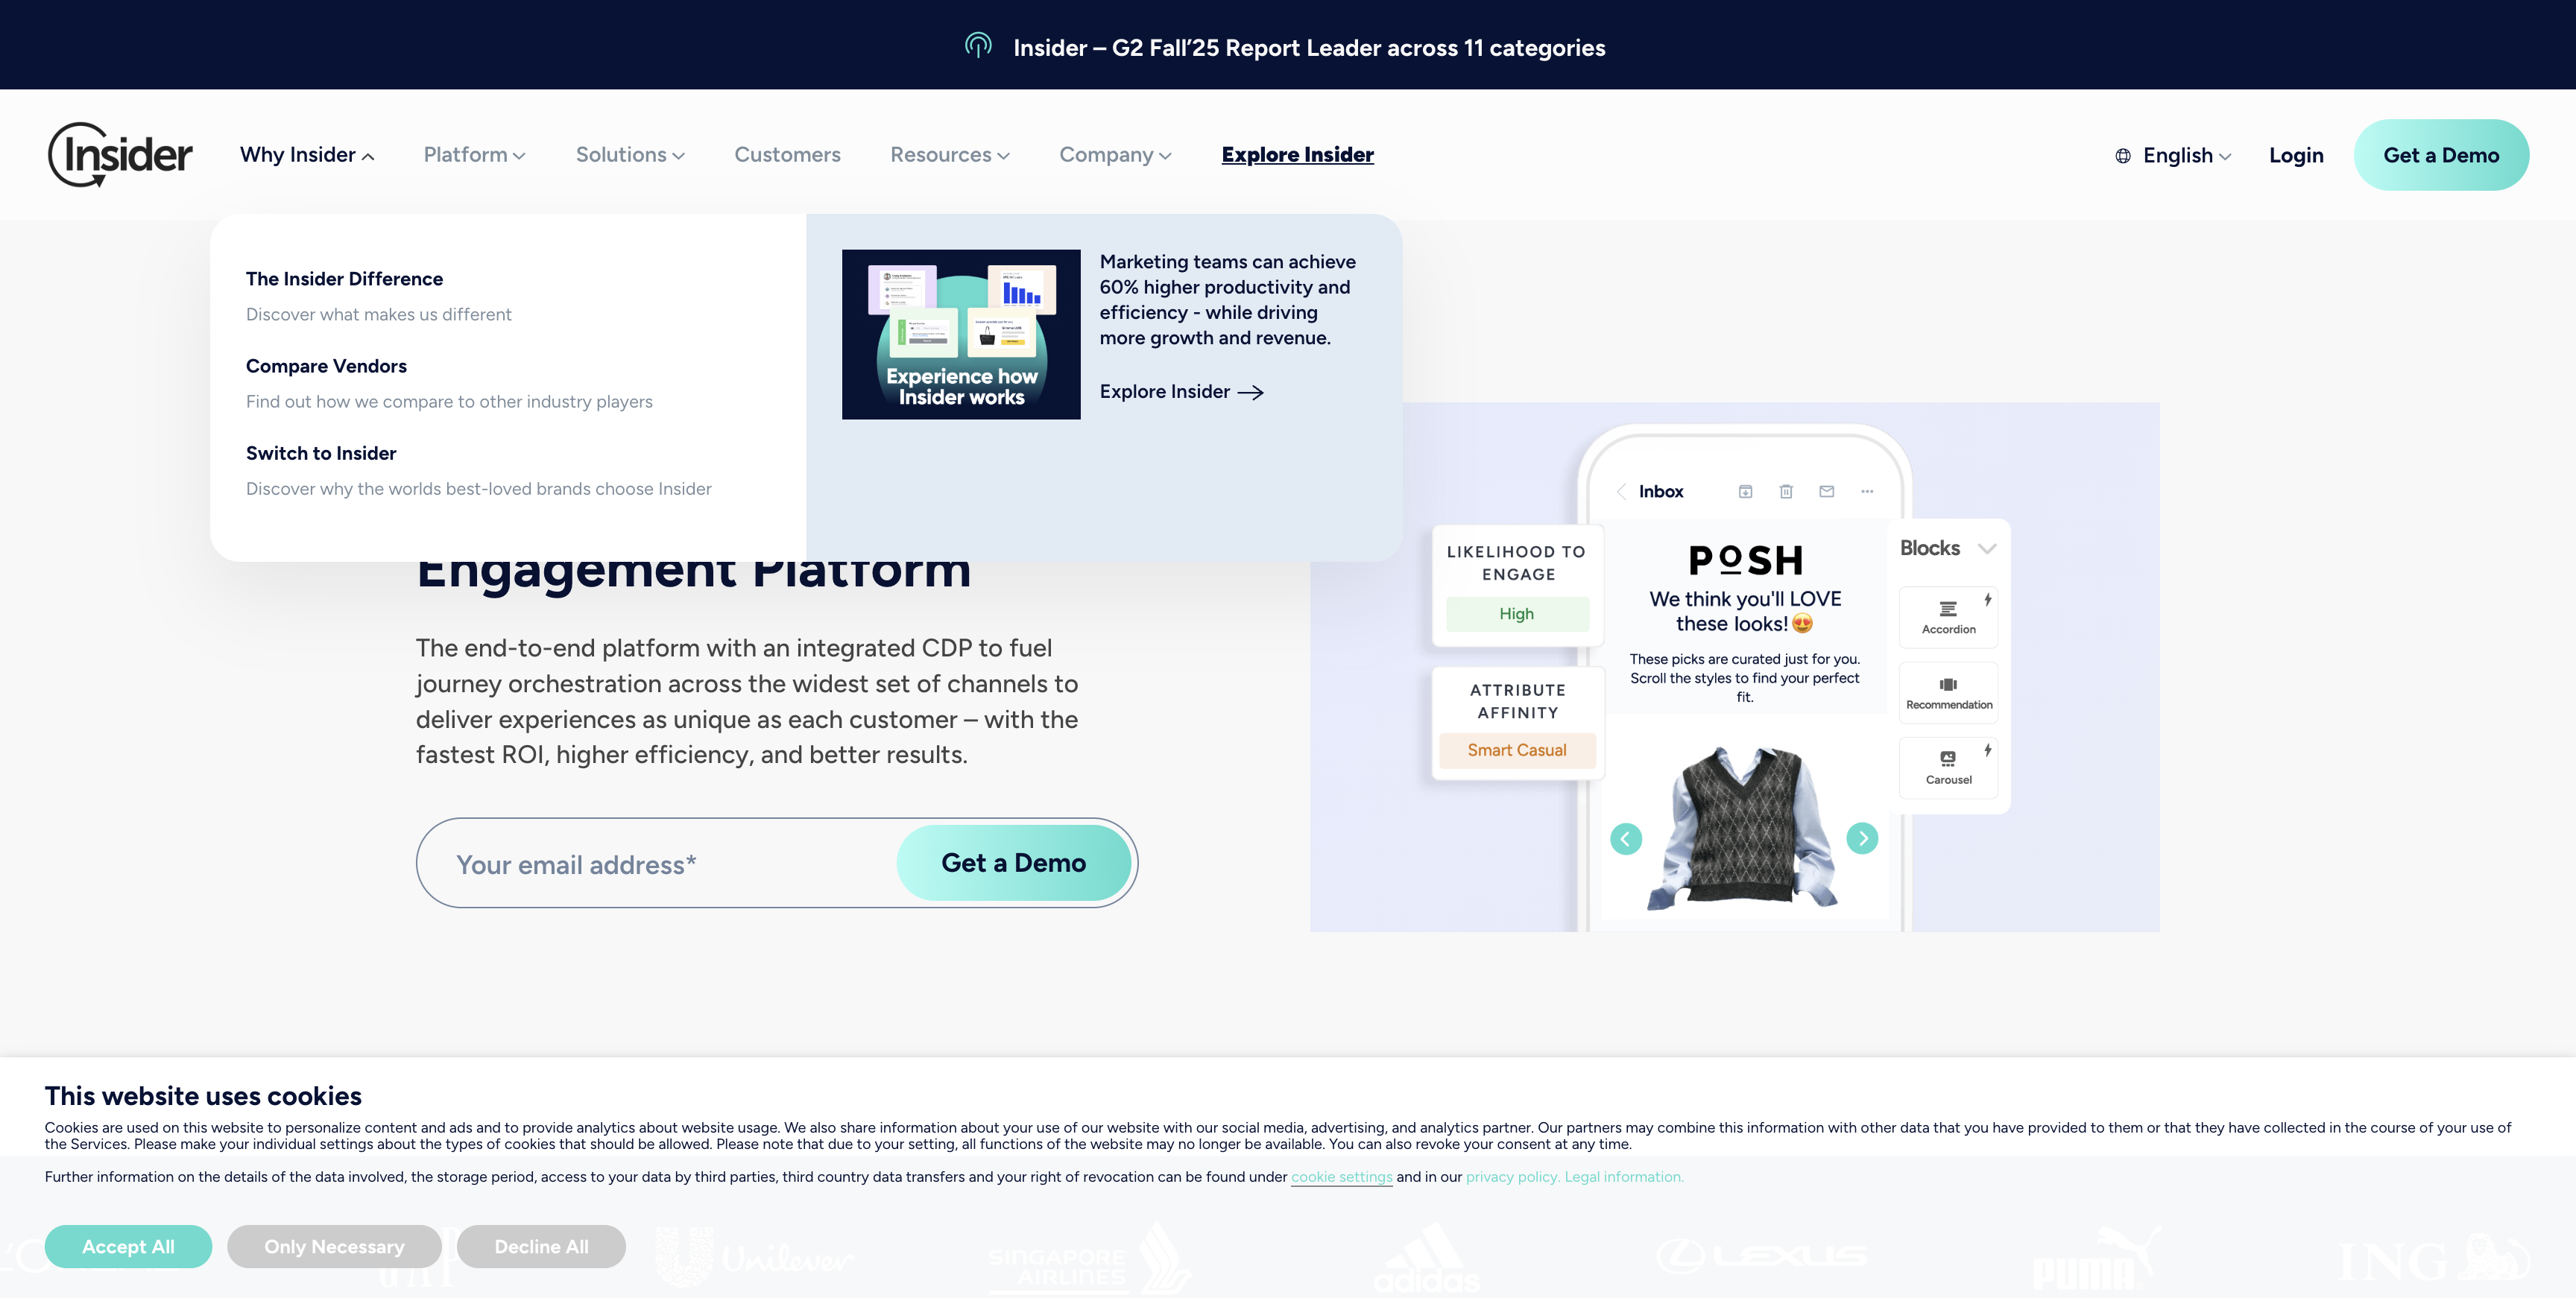 Insider – G2 Fall’25 Report Leader across 11 categories
Insider
Why Insider
Platform
Solutions
Customers
Resources
Company
Explore Insider
English
Login
Get a Demo
The Insider Difference
Discover what makes us different
Compare Vendors
Find out how we compare to other industry players
Switch to Insider
Discover why the worlds best-loved brands choose Insider
Experience how
Insider works
Marketing teams can achieve
60% higher productivity and
efficiency - while driving
more growth and revenue.
Explore Insider
Engagement Platform
The end-to-end platform with an integrated CDP to fuel
journey orchestration across the widest set of channels to
deliver experiences as unique as each customer – with the
fastest ROI, higher efficiency, and better results.
Your email address*
Get a Demo
Inbox
LIKELIHOOD TO
ENGAGE
High
ATTRIBUTE
AFFINITY
Smart Casual
POSH
We think you'll LOVE
these looks!😍
These picks are curated just for you.
Scroll the styles to find your perfect
fit.
Blocks
Accordion
Recommendation
Carousel
This website uses cookies
Cookies are used on this website to personalize content and ads and to provide analytics about website usage. We also share information about your use of our website with our social media, advertising, and analytics partner. Our partners may combine this information with other data that you have provided to them or that they have collected in the course of your use of
the Services. Please make your individual settings about the types of cookies that should be allowed. Please note that due to your setting, all functions of the website may no longer be available. You can also revoke your consent at any time.
Further information on the details of the data involved, the storage period, access to your data by third parties, third country data transfers and your right of revocation can be found under cookie settings and in our privacy policy. Legal information.
Accept All
Only Necessary
Decline All
Unilever
SINGAPORE
AIRLINES
adidas
LEXUS
PUMA
ING